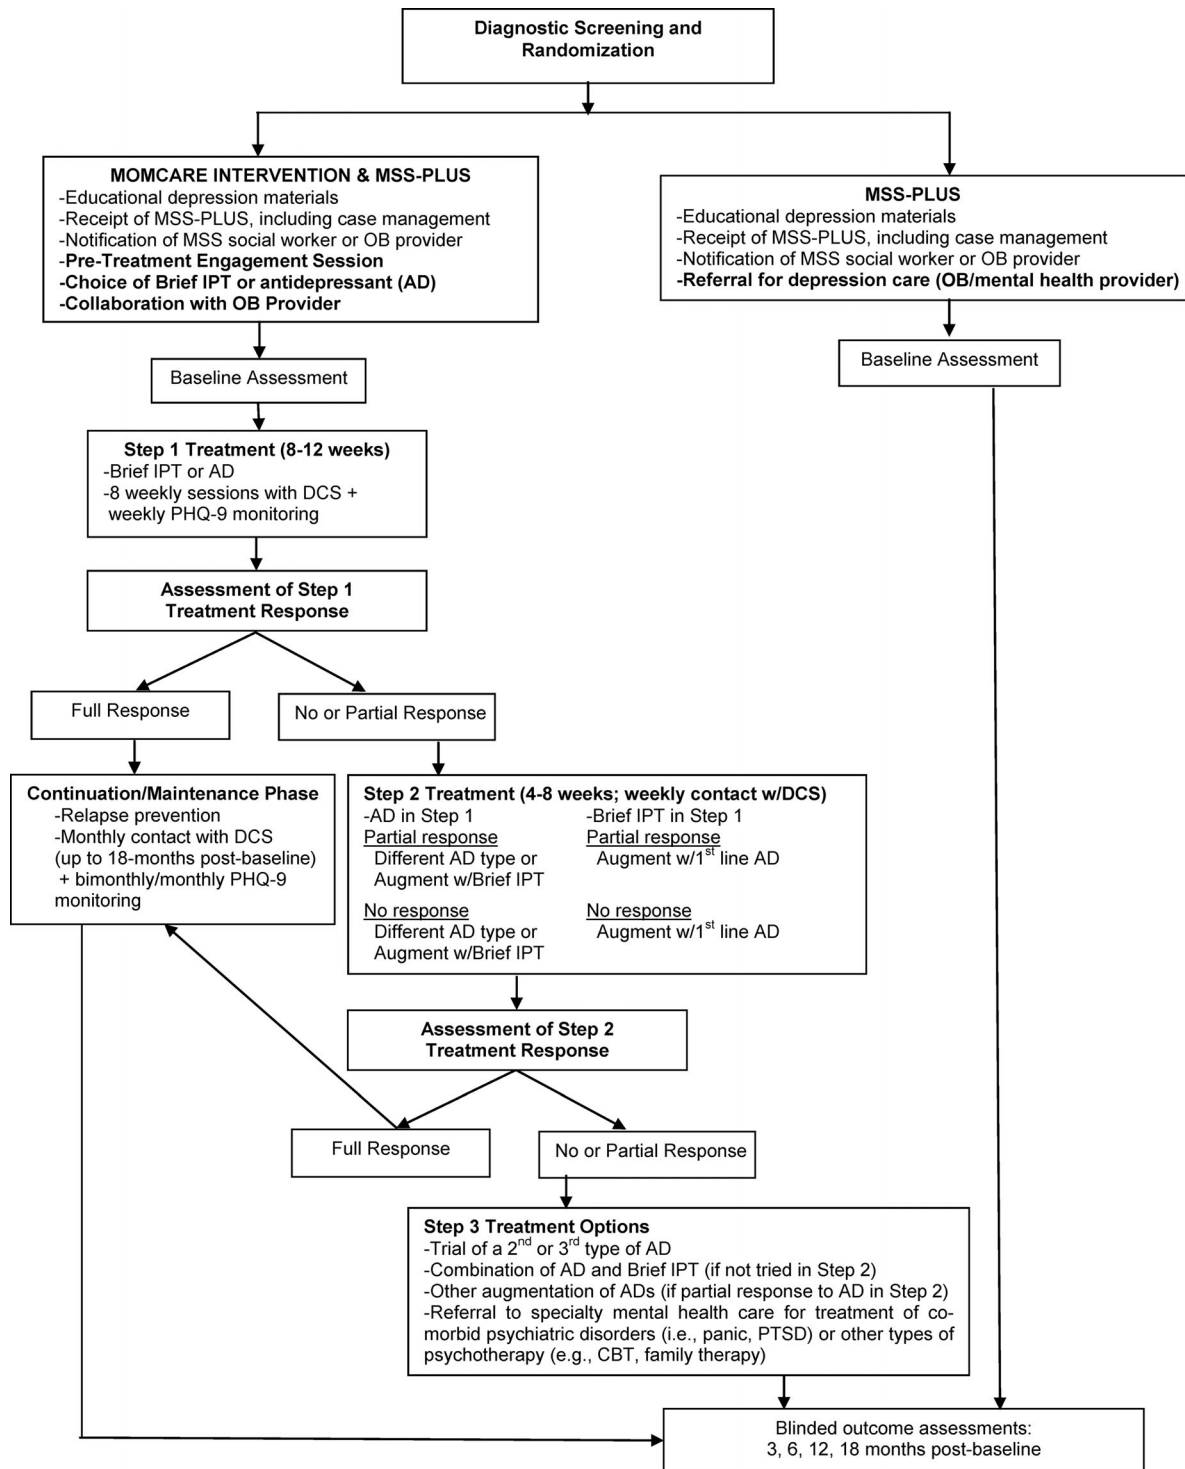 Diagnostic Screening and
Randomization
MOMCARE INTERVENTION & MSS-PLUS
-Educational depression materials
-Receipt of MSS-PLUS, including case management
-Notification of MSS social worker or OB provider
-Pre-Treatment Engagement Session
-Choice of Brief IPT or antidepressant (AD)
-Collaboration with OB Provider
MSS-PLUS
-Educational depression materials
-Receipt of MSS-PLUS, including case management
-Notification of MSS social worker or OB provider
-Referral for depression care (OB/mental health provider)
Baseline Assessment
Baseline Assessment
Step 1 Treatment (8-12 weeks)
-Brief IPT or AD
-8 weekly sessions with DCS +
weekly PHQ-9 monitoring
Assessment of Step 1
Treatment Response
Full Response
No or Partial Response
Continuation/Maintenance Phase
-Relapse prevention
-Monthly contact with DCS
(up to 18-months post-baseline)
+ bimonthly/monthly PHQ-9
monitoring
Step 2 Treatment (4-8 weeks; weekly contact w/DCS)
-AD in Step 1
Partial response
Different AD type or
Augment w/Brief IPT
No response
Different AD type or
Augment w/Brief IPT
-Brief IPT in Step 1
Partial response
Augment w/1st line AD
No response
Augment w/1st line AD
Assessment of Step 2
Treatment Response
Full Response
No or Partial Response
Step 3 Treatment Options
-Trial of a 2nd or 3rd type of AD
-Combination of AD and Brief IPT (if not tried in Step 2)
-Other augmentation of ADs (if partial response to AD in Step 2)
-Referral to specialty mental health care for treatment of co-
morbid psychiatric disorders (i.e., panic, PTSD) or other types of
psychotherapy (e.g., CBT, family therapy)
Blinded outcome assessments:
3, 6, 12, 18 months post-baseline